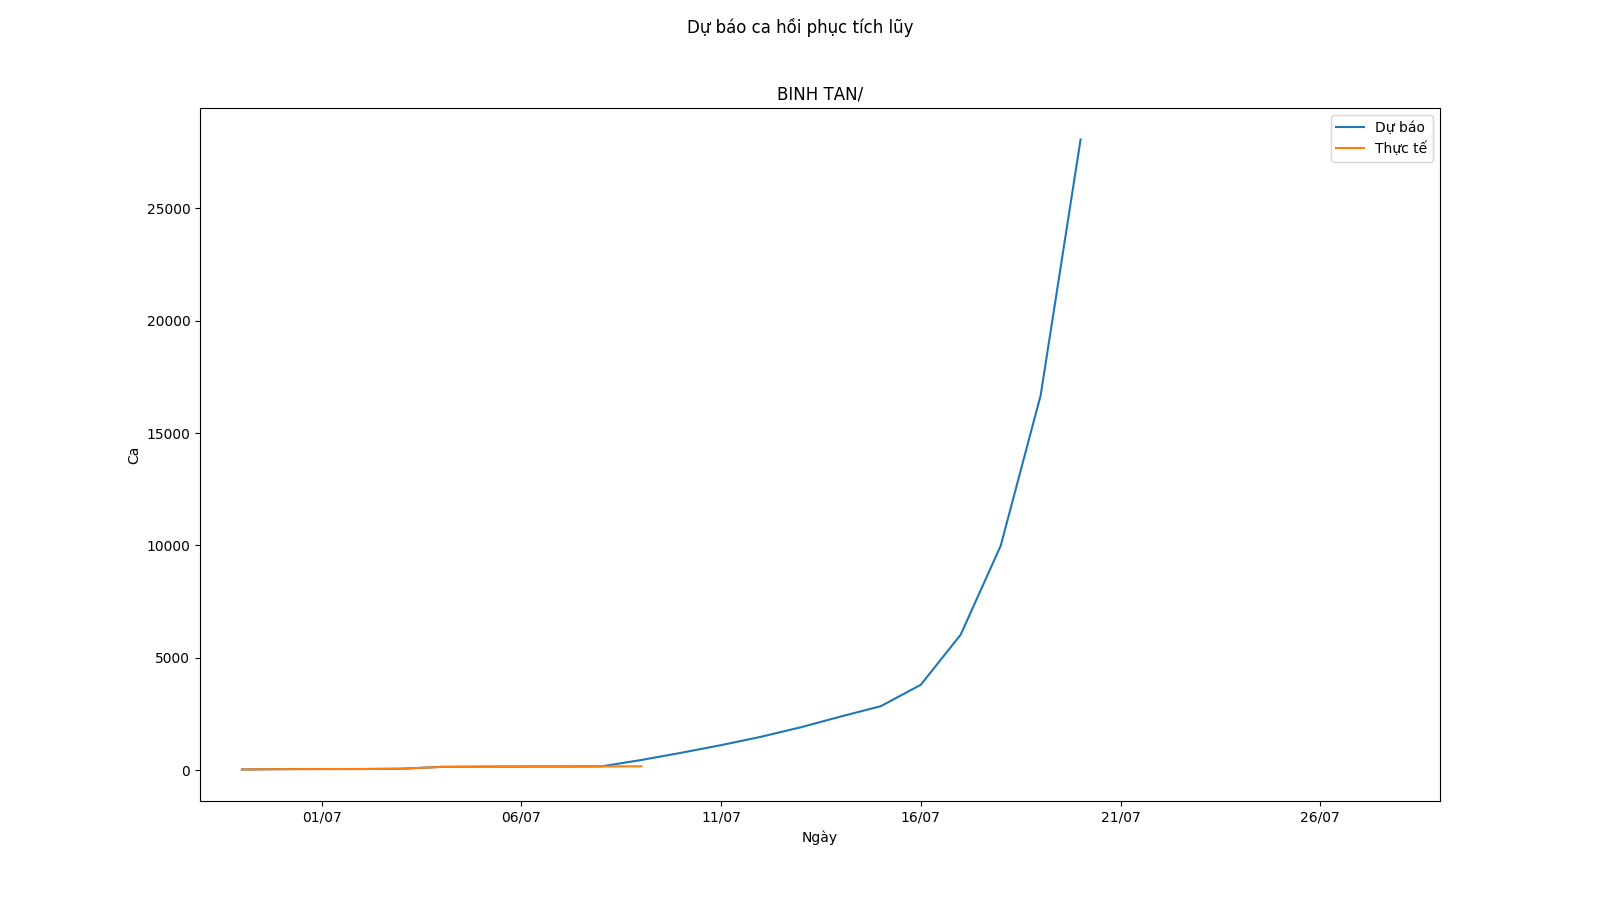 Dự báo ca hồi phục tích lũy
BINH TAN/
Dự báo
Thực tế
25000
20000
15000
10000
5000
0
Ca
01/07 06/07 11/07 16/07 21/07 26/07
Ngày